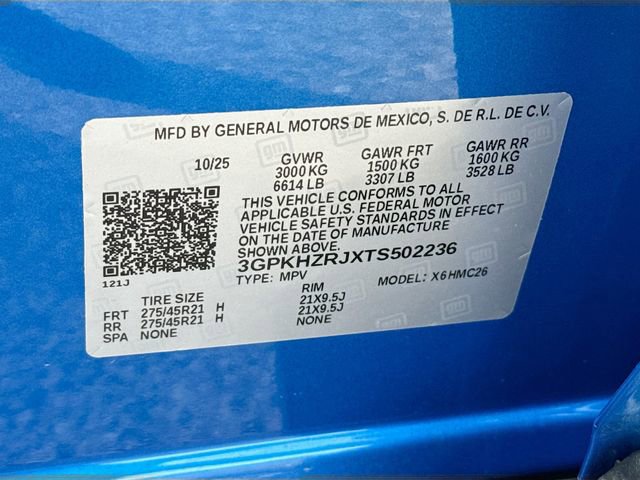 MFD BY GENERAL MOTORS DE MEXICO, S. DE R.L. DE C.V.
10/25 GVWR GAWR FRT GAWR RR
3000 KG 1500 KG 1600 KG
6614 LB 3307 LB 3528 LB
THIS VEHICLE CONFORMS TO ALL
APPLICABLE U.S. FEDERAL MOTOR
VEHICLE SAFETY STANDARDS IN EFFECT
ON THE DATE OF MANUFACTURE
SHOWN ABOVE.
3GPKHZRJXTS502236
TYPE: MPV MODEL: X6HMC26
121J
TIRE SIZE RIM
FRT 275/45R21 H 21X9.5J
RR 275/45R21 H 21X9.5J
SPA NONE NONE